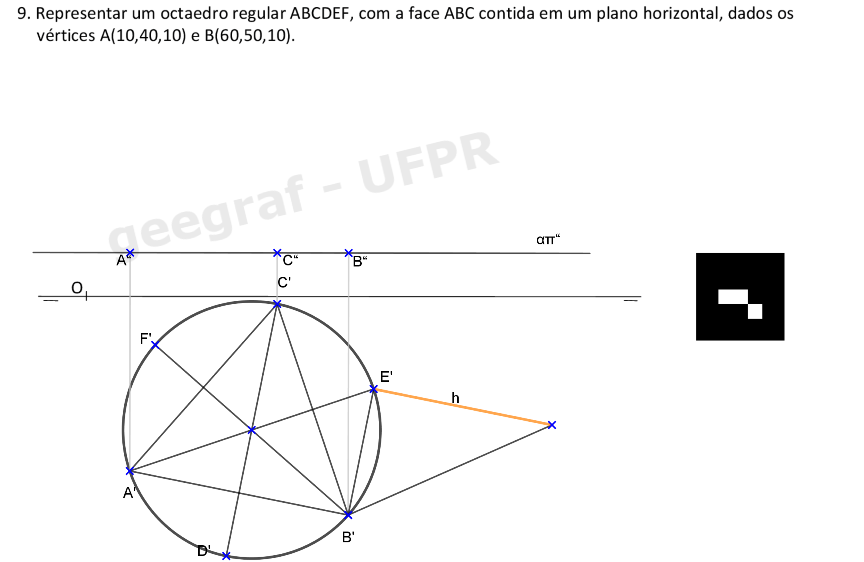 9. Representar um octaedro regular ABCDEF, com a face ABC contida em um plano horizontal, dados os
vértices A(10,40,10) e B(60,50,10).
geegraf - UFPR
απ“
A“ C“ B“
C'
O
F'
E'
h
A'
B'
D'